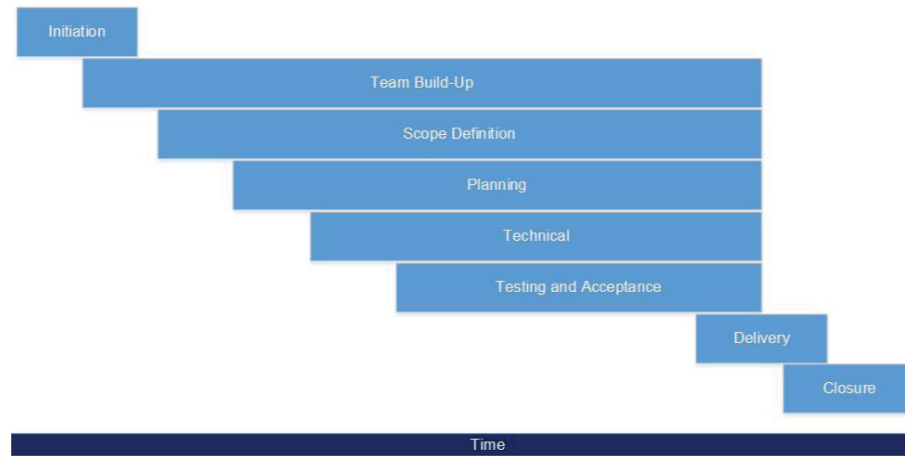 Initiation
Team Build-Up
Scope Definition
Planning
Technical
Testing and Acceptance
Delivery
Closure
Time